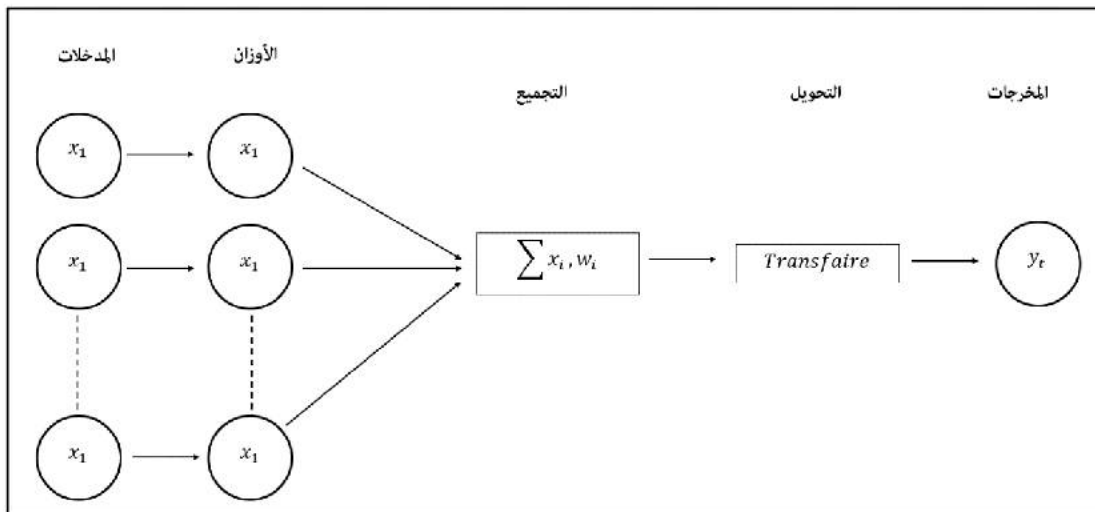 المدخلات
الأوزان
التجميع
التحويل
المخرجات
x₁
x₁
x₁
x₁
∑ xᵢ , wᵢ
Transfaire
yₜ
x₁
x₁